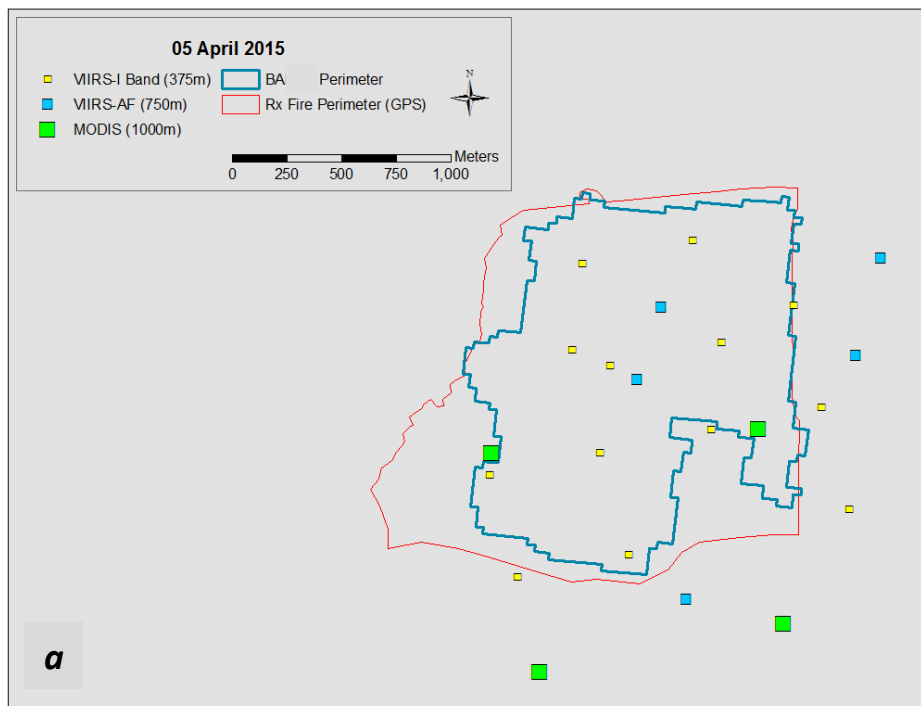 05 April 2015
VIIRS-I Band (375m) BA Perimeter
VIIRS-AF (750m) Rx Fire Perimeter (GPS)
MODIS (1000m)
N
Meters
0 250 500 750 1,000
a